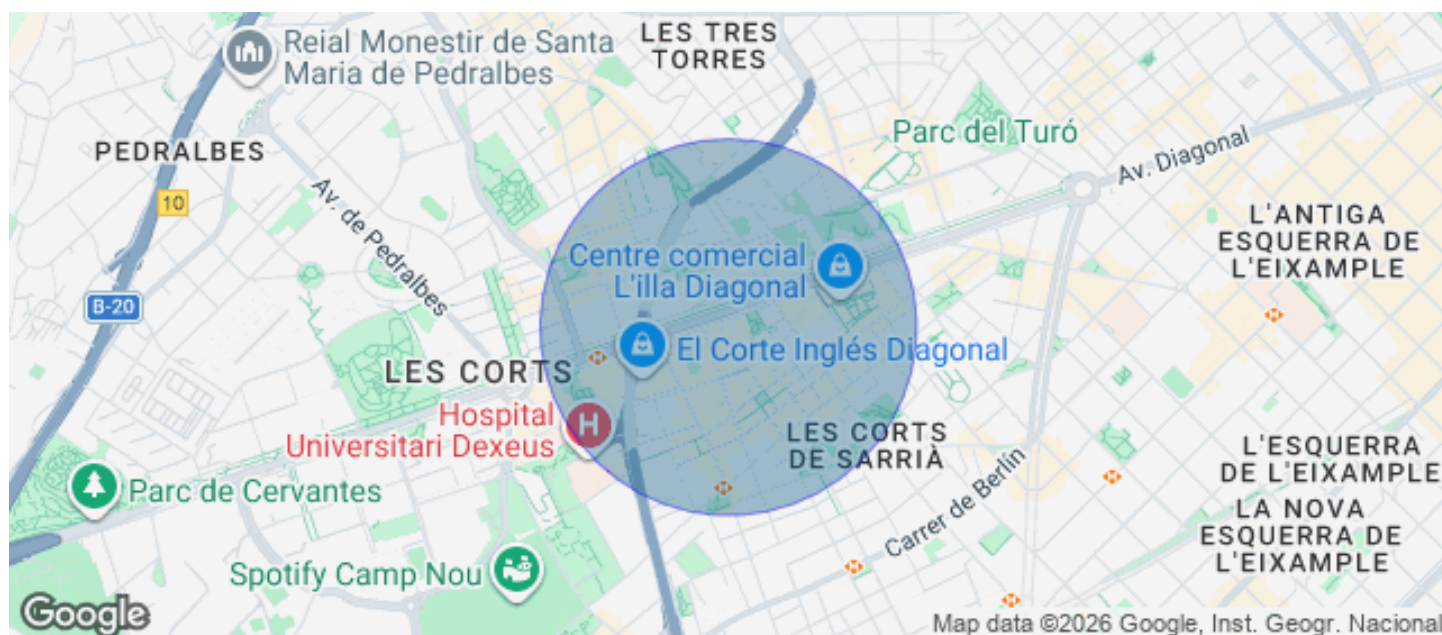 Reial Monestir de Santa
Maria de Pedralbes
LES TRES
TORRES
PEDRALBES
Parc del Turó
Av. Diagonal
10
Av. de Pedralbes
L'ANTIGA
ESQUERRA DE
L'EIXAMPLE
Centre comercial
L'illa Diagonal
B-20
El Corte Inglés Diagonal
LES CORTS
Hospital
Universitari Dexeus
H
LES CORTS
DE SARRIÀ
L'ESQUERRA
DE L'EIXAMPLE
Parc de Cervantes
Carrer de Berlín
LA NOVA
ESQUERRA DE
L'EIXAMPLE
Spotify Camp Nou
Google
Map data ©2026 Google, Inst. Geogr. Nacional